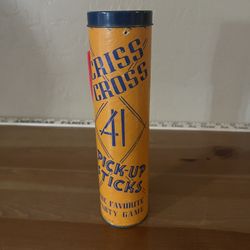 CRISS
CROSS
41
PICK-UP
STICKS
THE FAVORITE
PARTY GAME